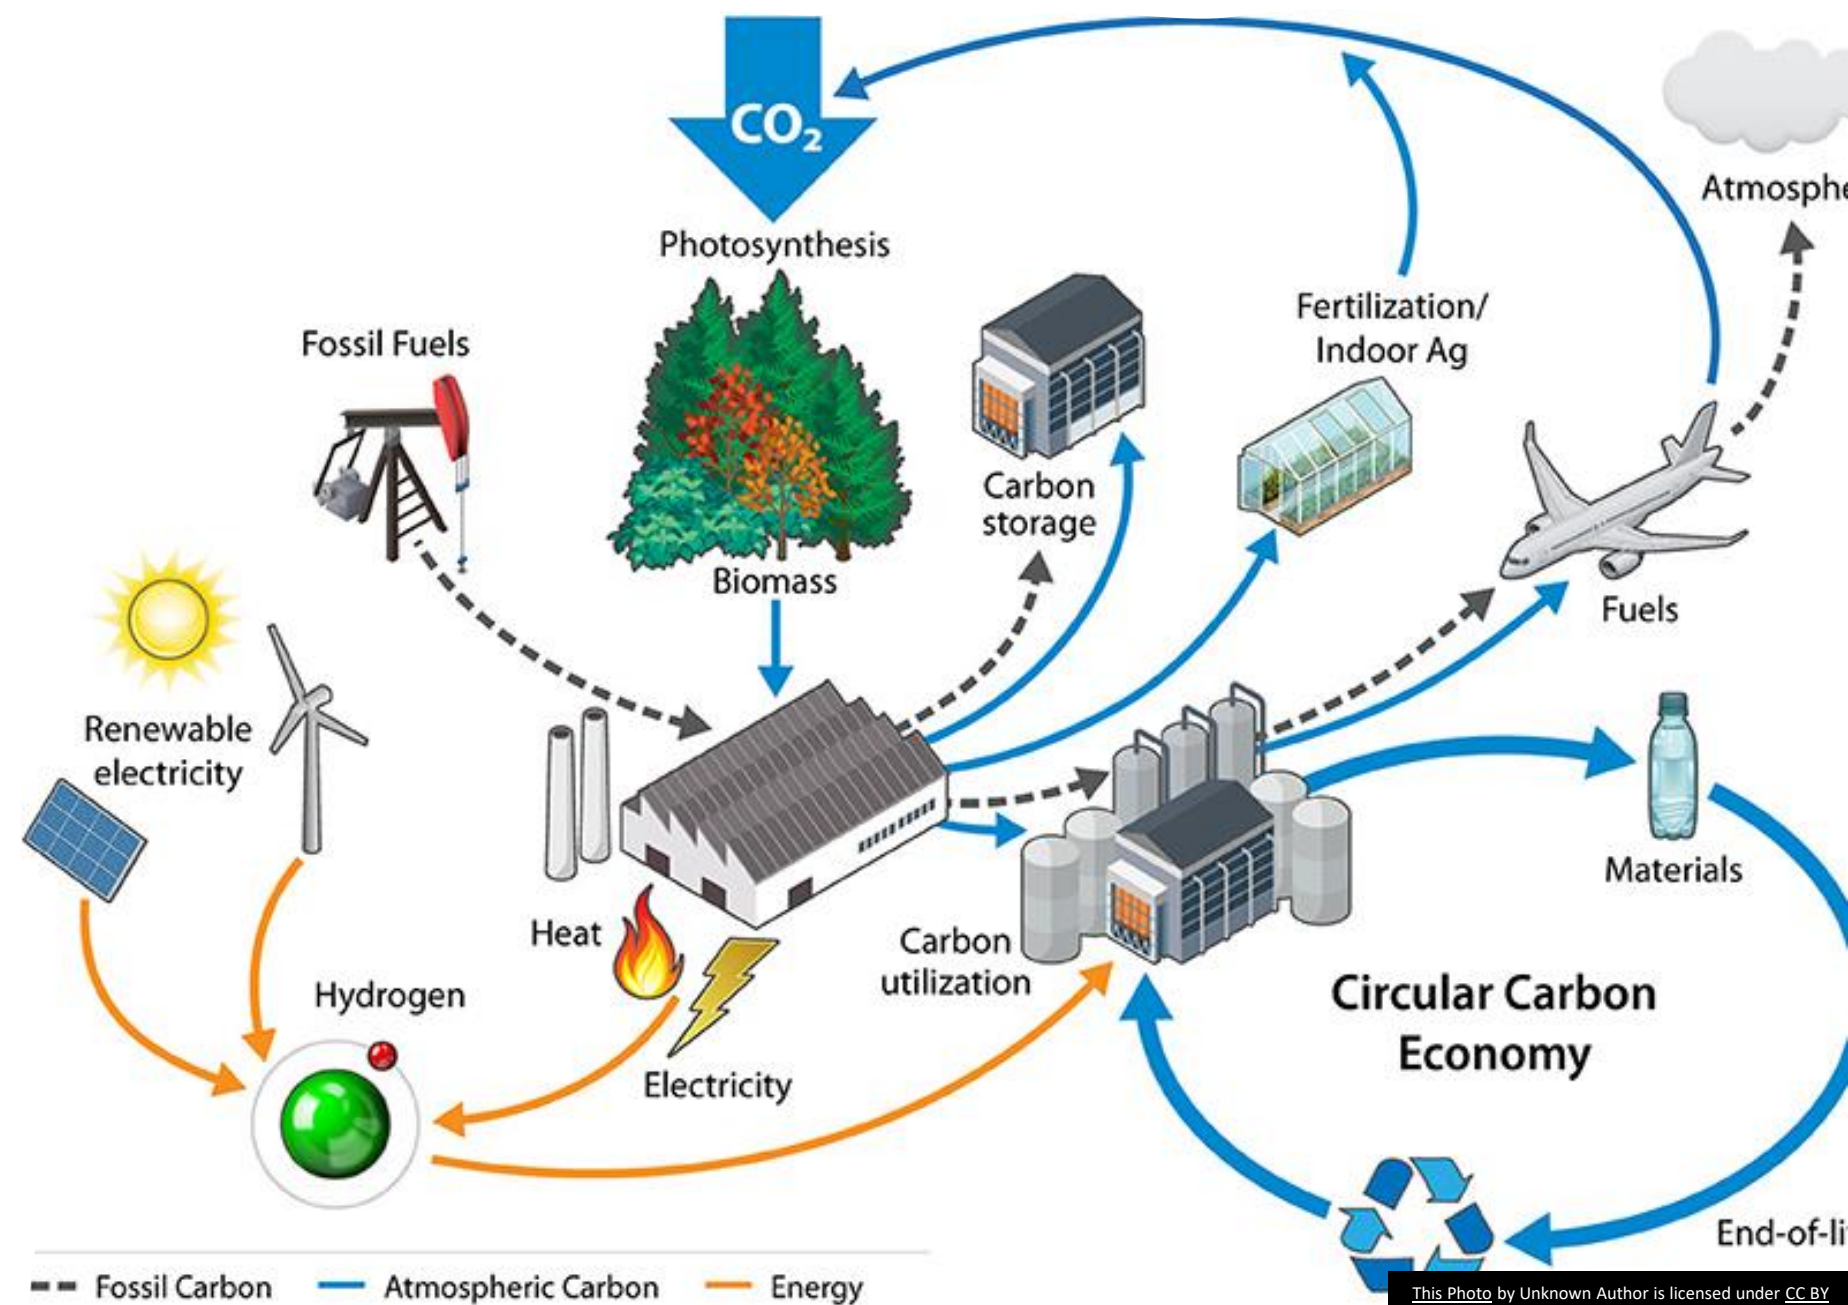 CO₂
Photosynthesis
Atmosphe
Fossil Fuels
Fertilization/
Indoor Ag
Carbon
storage
Biomass
Fuels
Renewable
electricity
Materials
Heat
Carbon
utilization
Hydrogen
Circular Carbon
Economy
Electricity
End-of-li
Fossil Carbon
Atmospheric Carbon
Energy
This Photo by Unknown Author is licensed under CC BY